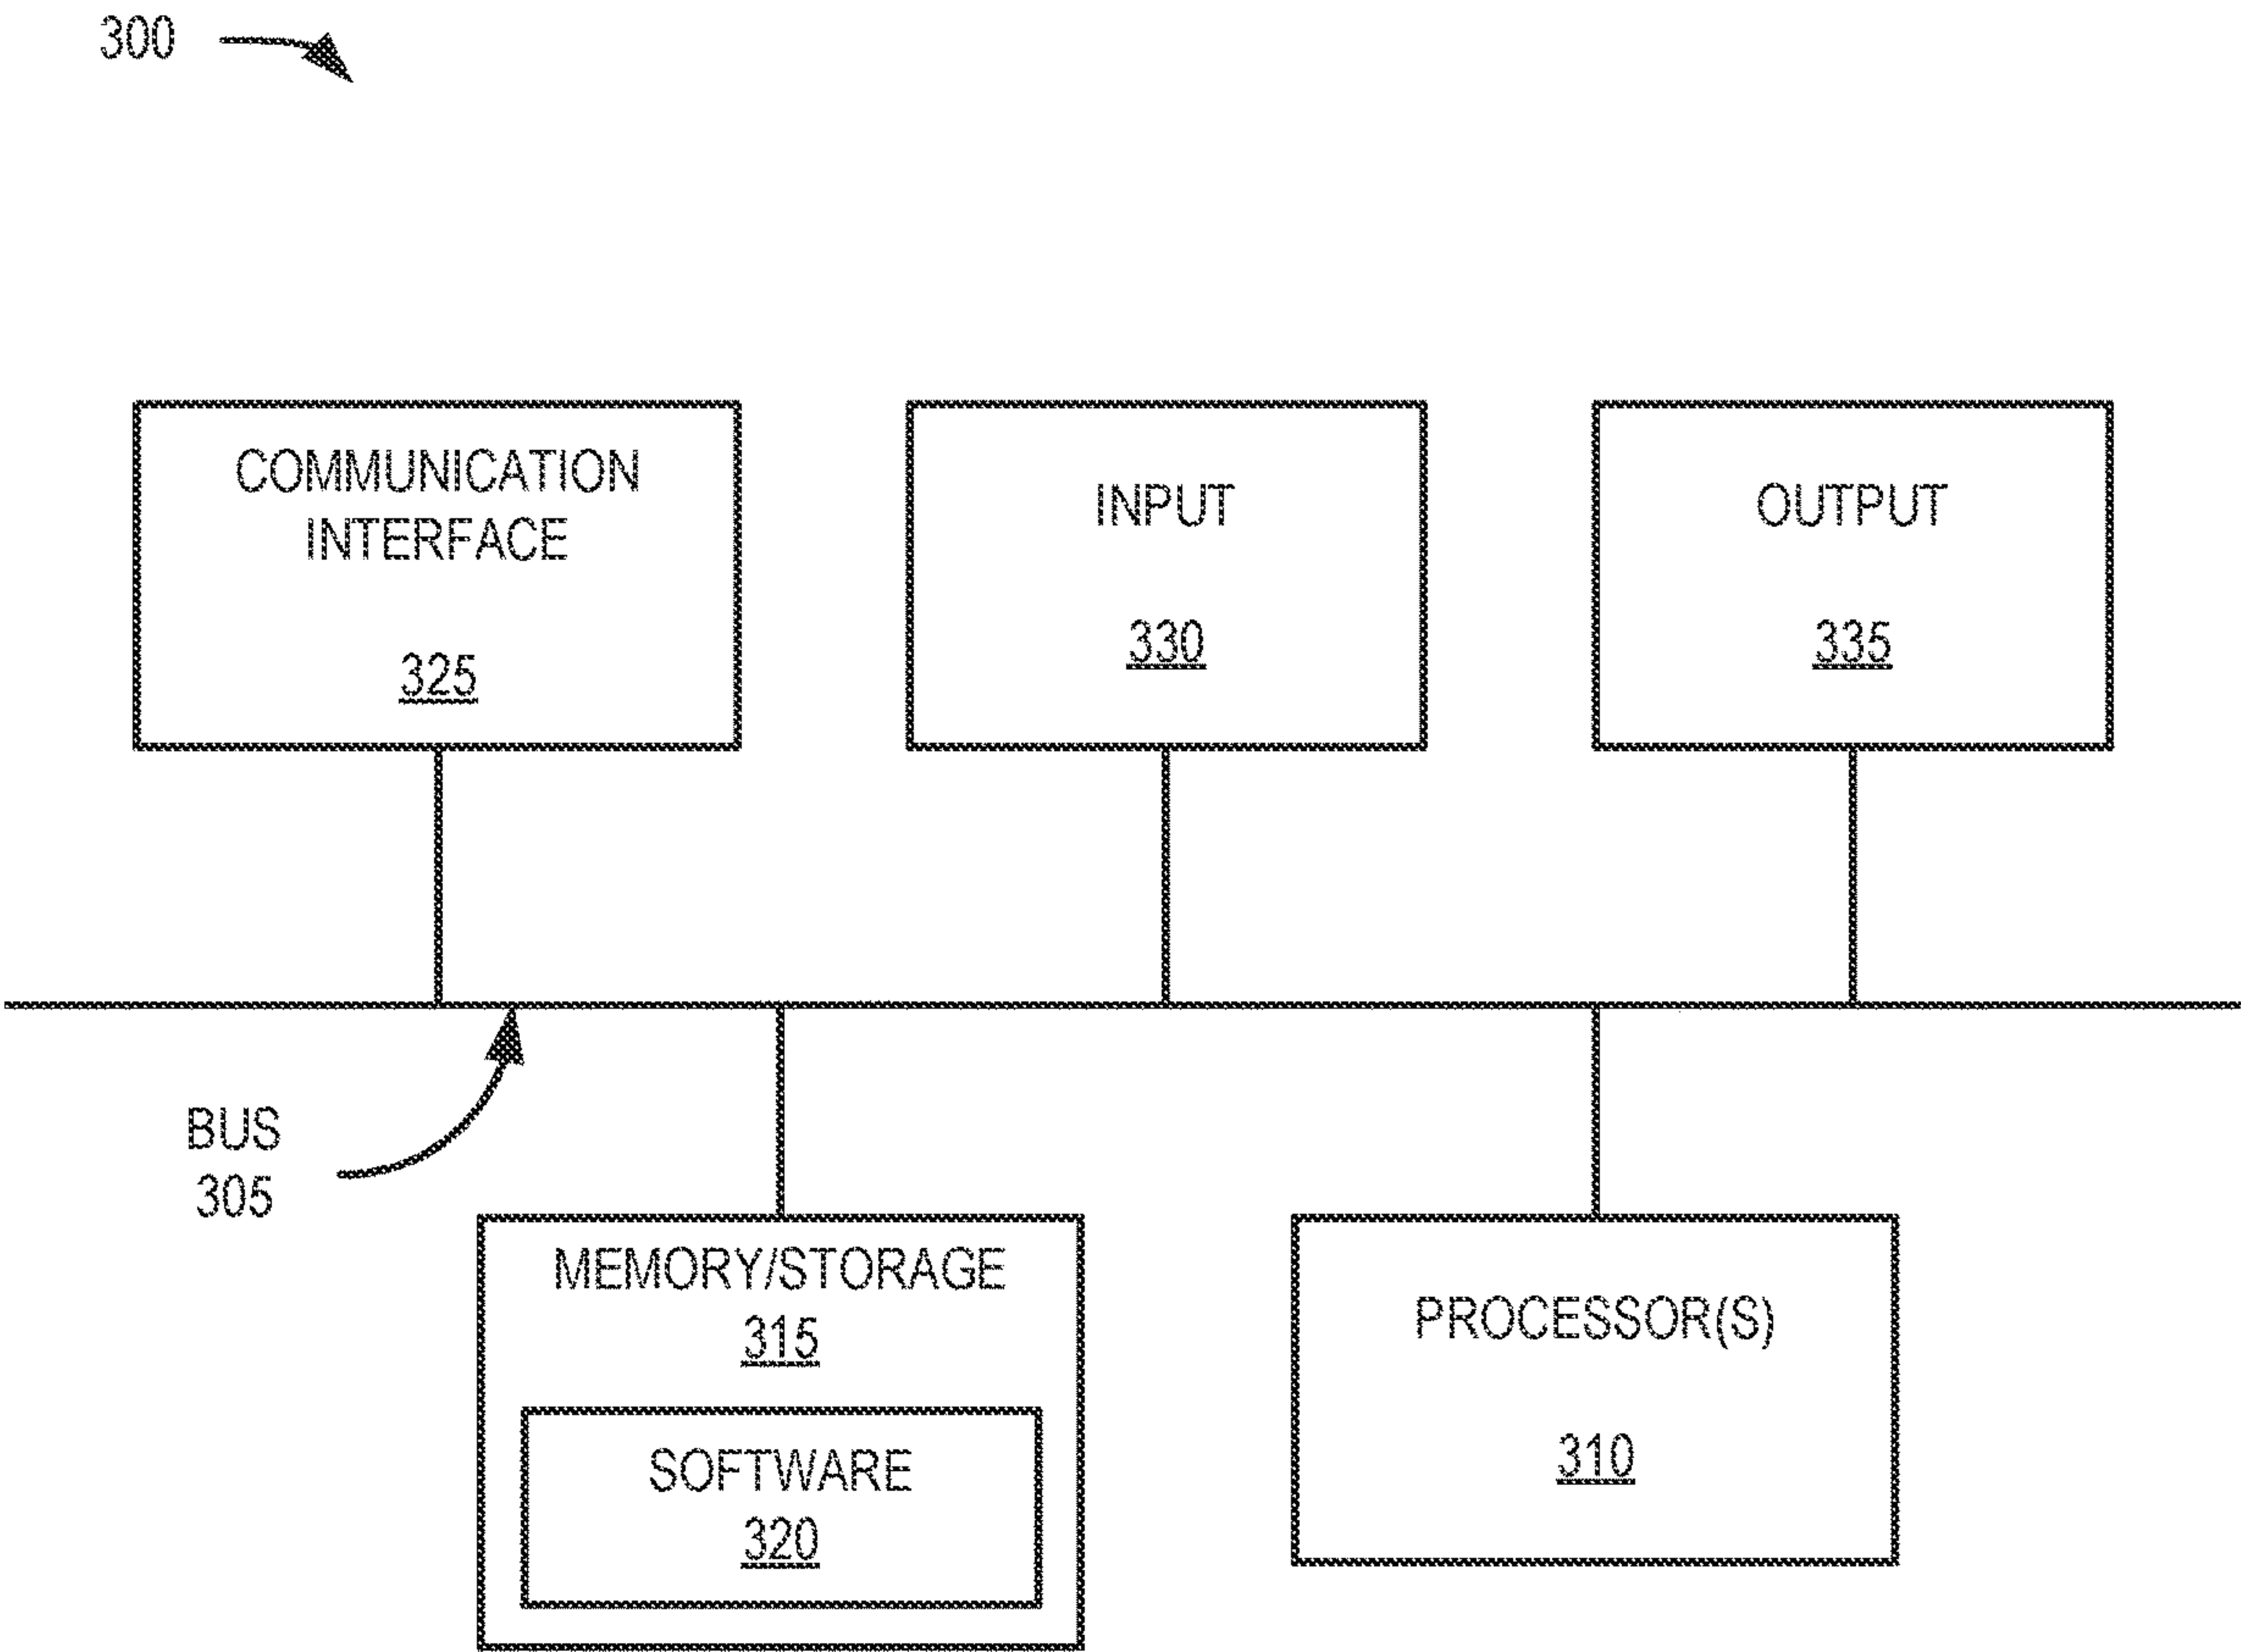 300
COMMUNICATION
INTERFACE
325
INPUT
330
OUTPUT
335
BUS
305
MEMORY/STORAGE
315
SOFTWARE
320
PROCESSOR(S)
310